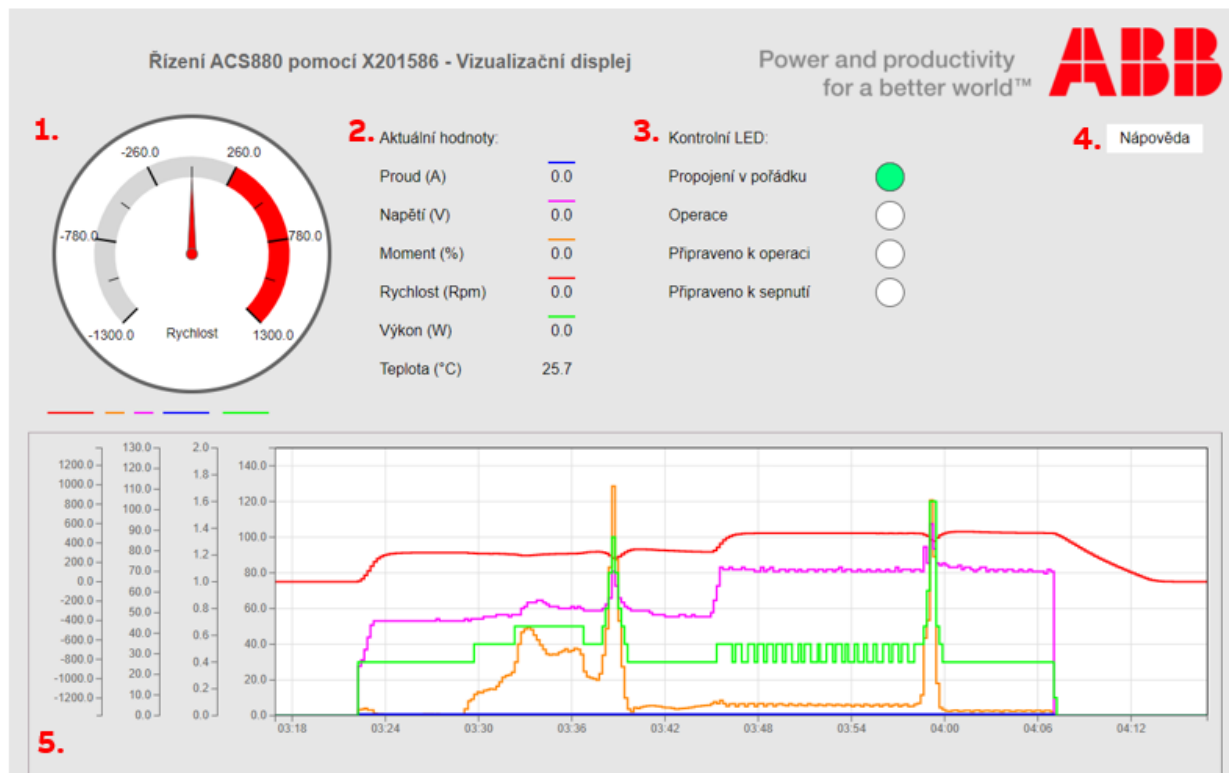 Řízení ACS880 pomocí X201586 - Vizualizační displej
Power and productivity
for a better world™
ABB
1.
-260.0 260.0
-780.0 780.0
-1300.0 Rychlost 1300.0
2. Aktuální hodnoty:
Proud (A) 0.0
Napětí (V) 0.0
Moment (%) 0.0
Rychlost (Rpm) 0.0
Výkon (W) 0.0
Teplota (°C) 25.7
3. Kontrolní LED:
Propojení v pořádku
Operace
Připraveno k operaci
Připraveno k sepnutí
4. Nápověda
1200.0
1000.0
800.0
600.0
400.0
200.0
0.0
-200.0
-400.0
-600.0
-800.0
-1000.0
-1200.0
130.0
120.0
110.0
100.0
90.0
80.0
70.0
60.0
50.0
40.0
30.0
20.0
10.0
0.0
2.0
1.8
1.6
1.4
1.2
1.0
0.8
0.6
0.4
0.2
0.0
140.0
120.0
100.0
80.0
60.0
40.0
20.0
0.0
03:18 03:24 03:30 03:36 03:42 03:48 03:54 04:00 04:06 04:12
5.